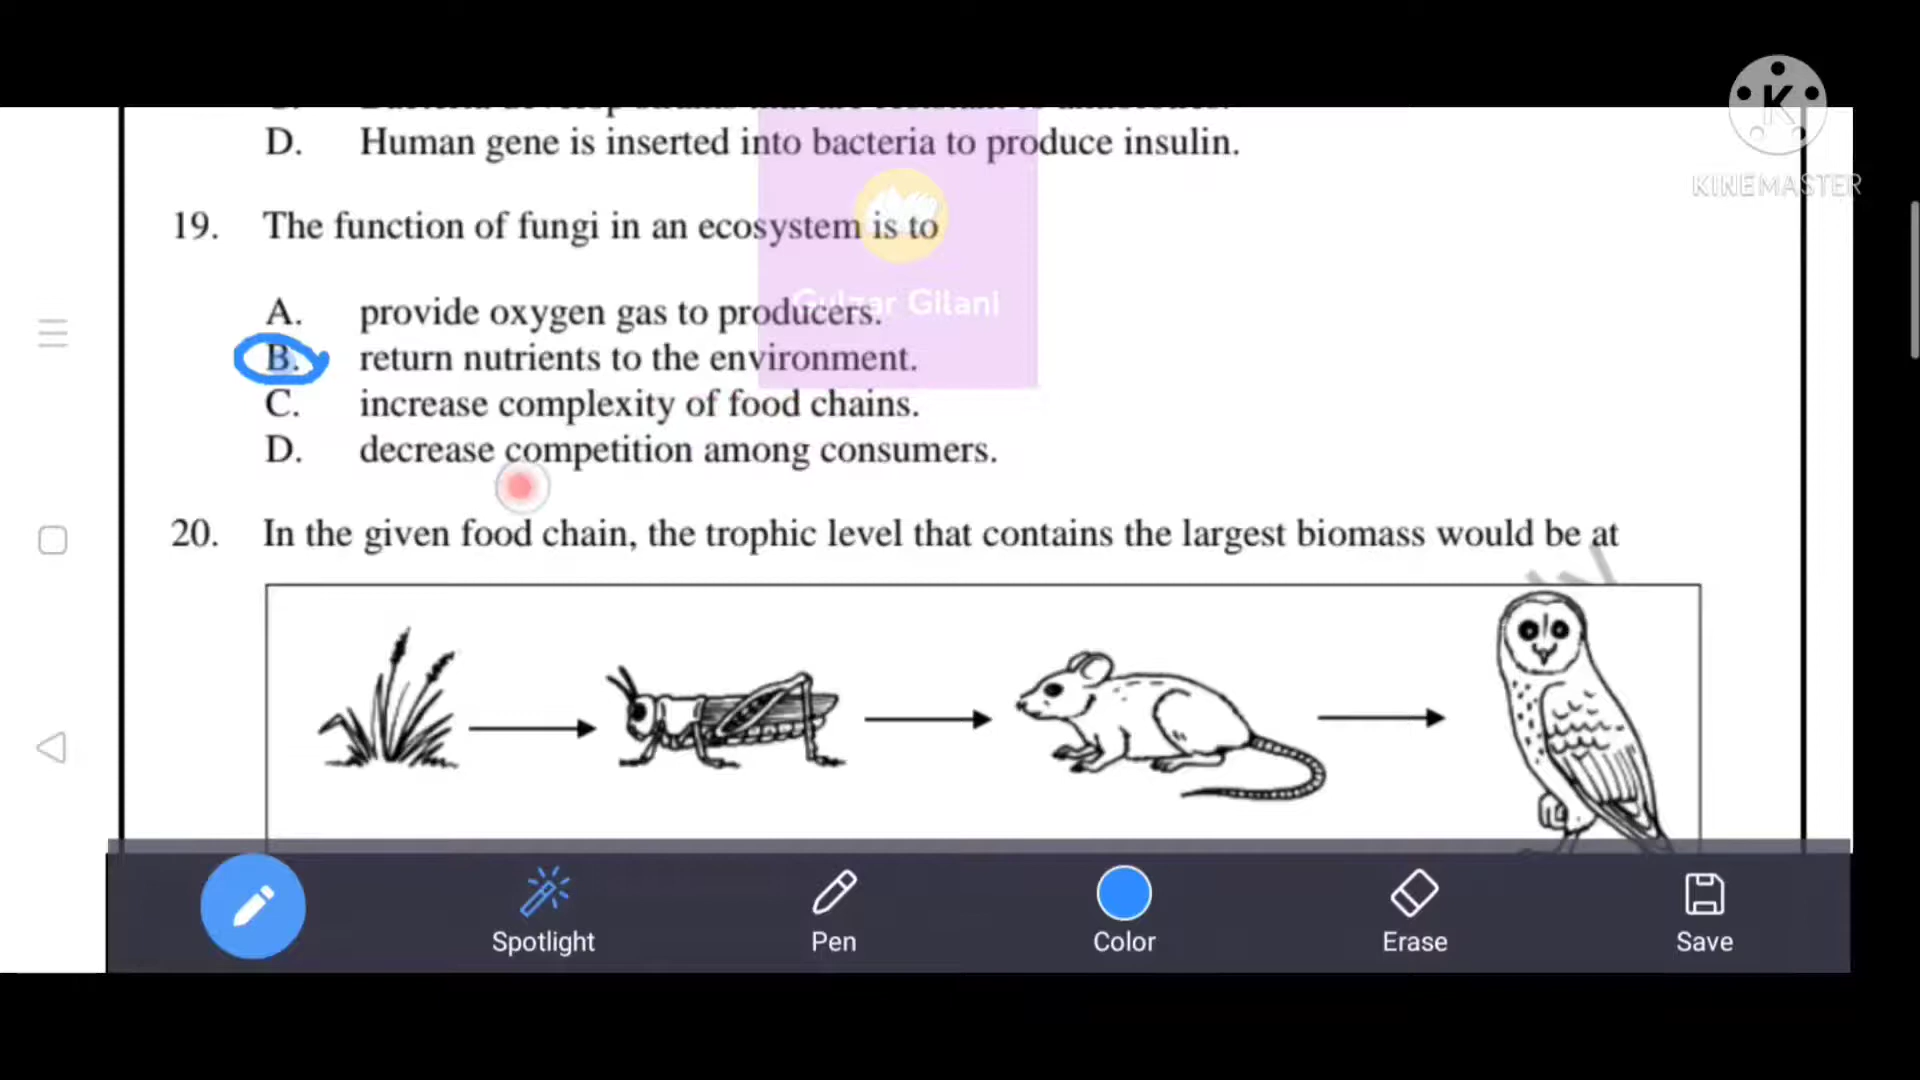 D. Human gene is inserted into bacteria to produce insulin.
KINEMASTER
19. The function of fungi in an ecosystem is to
Gulzar Gilani
A. provide oxygen gas to producers.
B. return nutrients to the environment.
C. increase complexity of food chains.
D. decrease competition among consumers.
20. In the given food chain, the trophic level that contains the largest biomass would be at
Spotlight
Pen
Color
Erase
Save